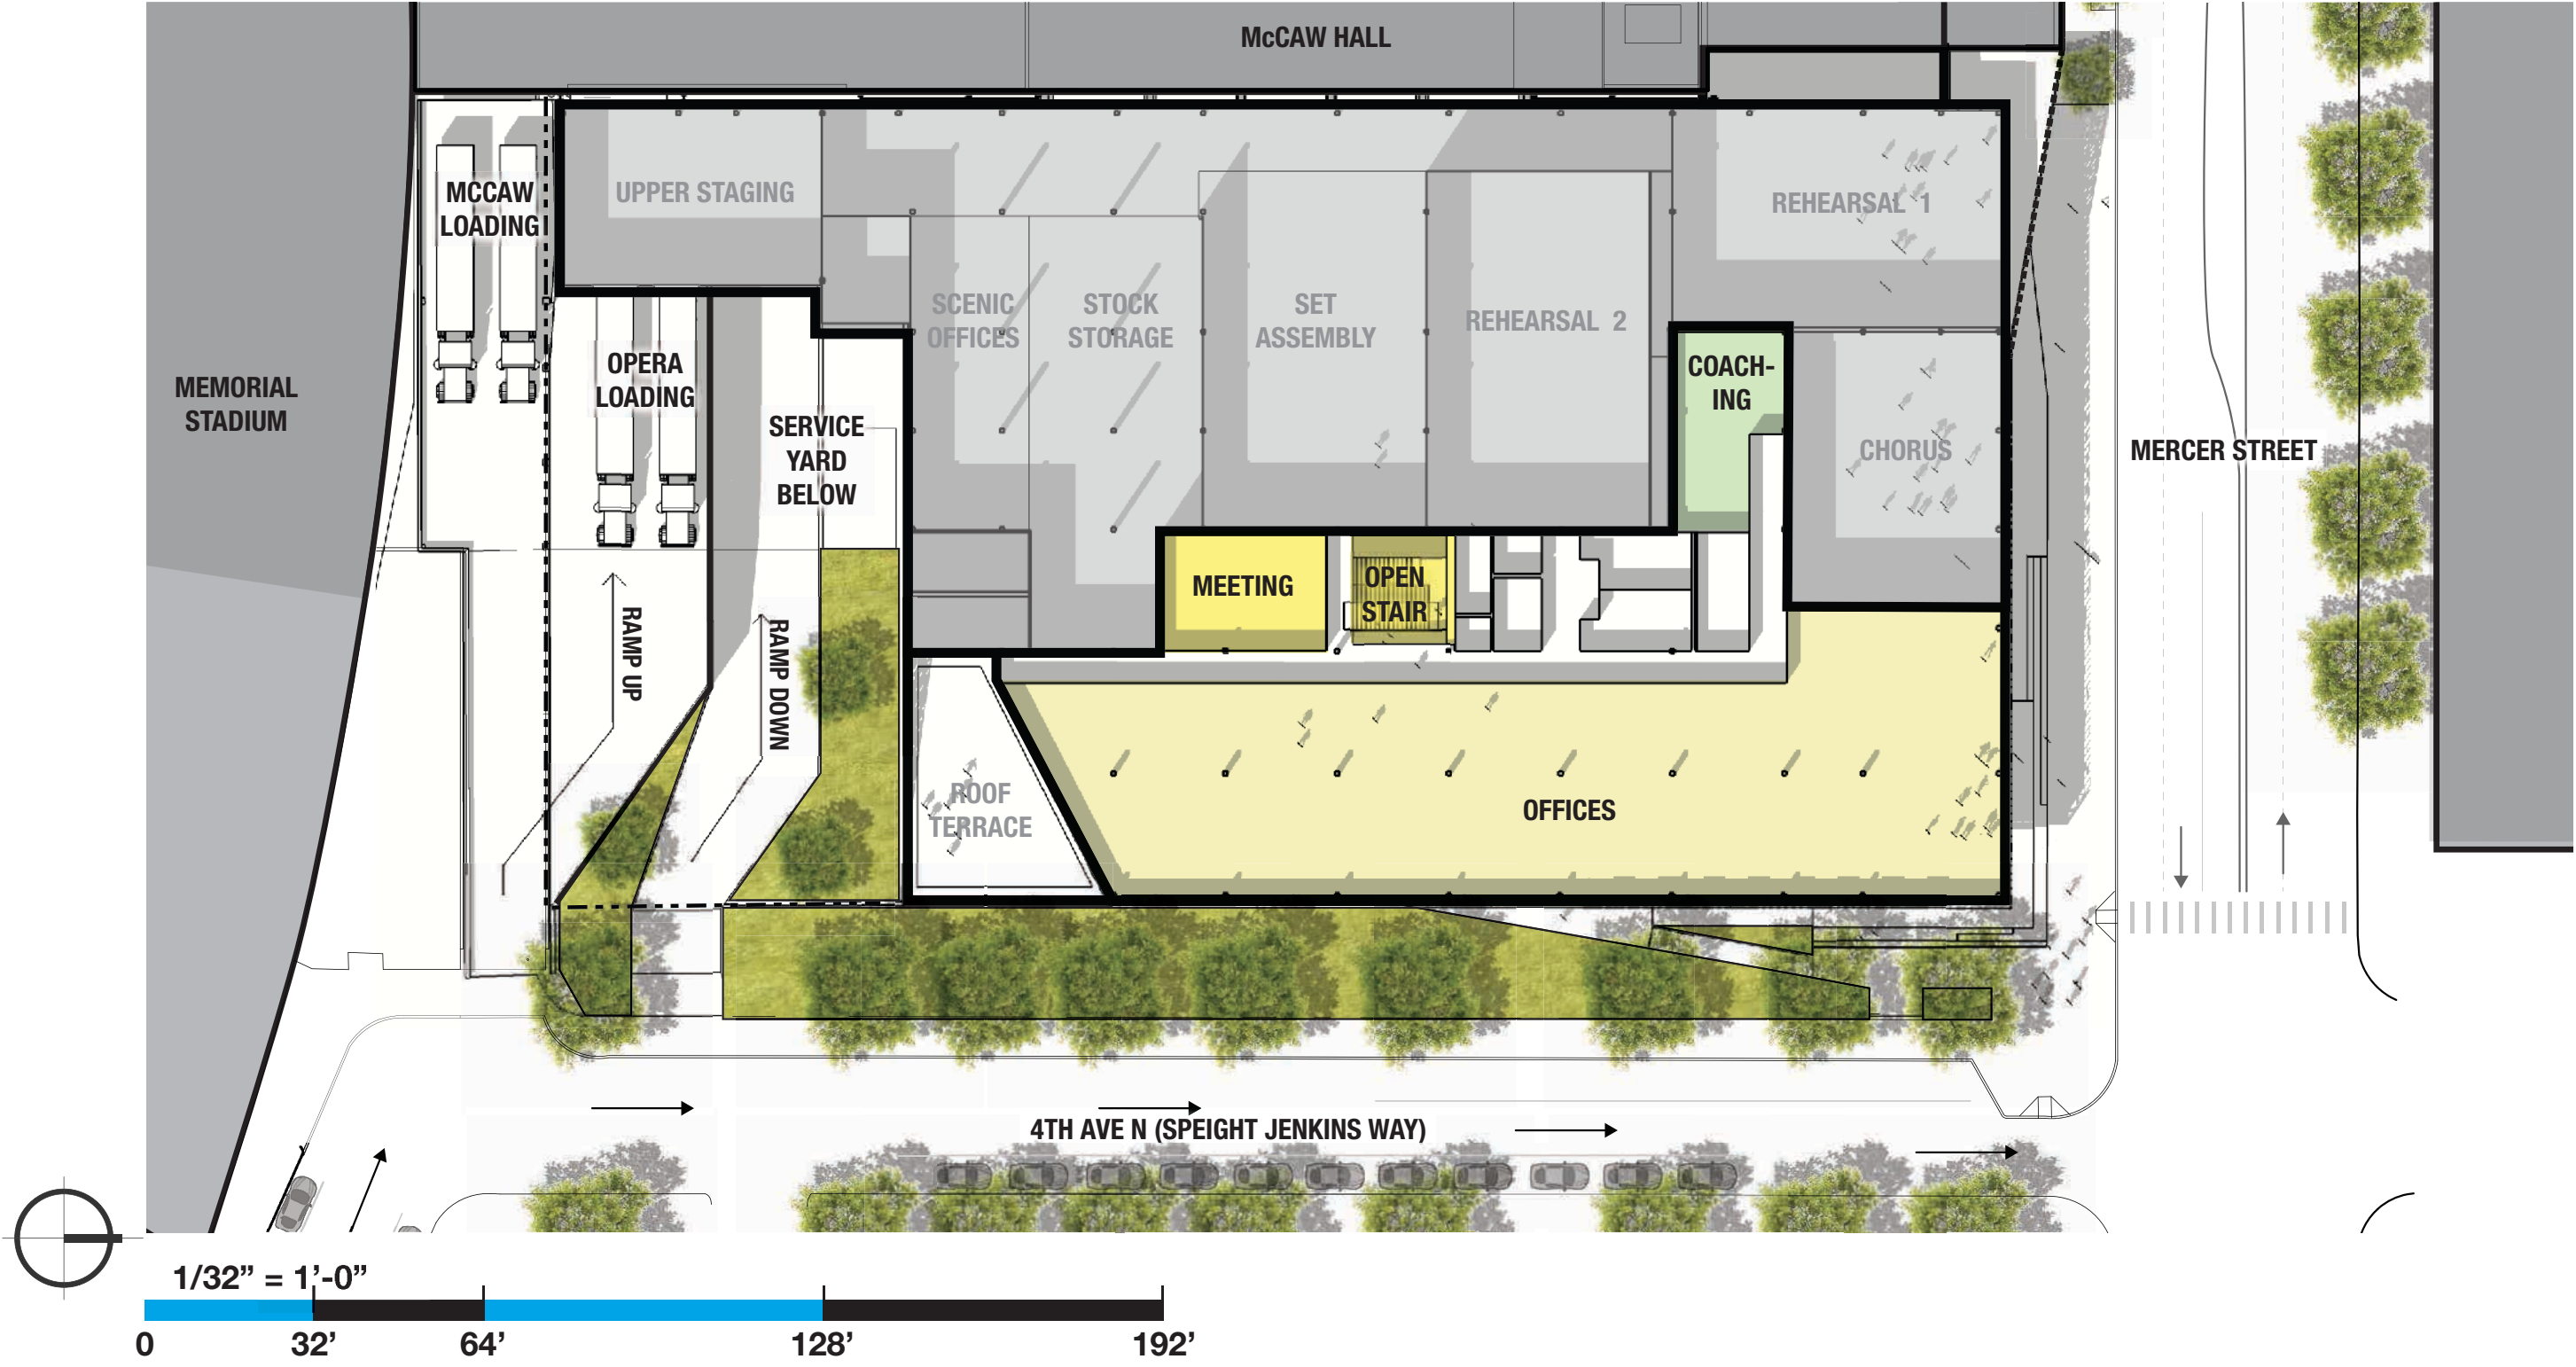 McCAW HALL
MCCAW
LOADING
UPPER STAGING
REHEARSAL 1
MEMORIAL
STADIUM
OPERA
LOADING
SERVICE
YARD
BELOW
SCENIC
OFFICES
STOCK
STORAGE
SET
ASSEMBLY
REHEARSAL 2
COACH-
ING
CHORUS
MERCER STREET
MEETING
OPEN
STAIR
RAMP UP
RAMP DOWN
ROOF
TERRACE
OFFICES
4TH AVE N (SPEIGHT JENKINS WAY)
1/32” = 1’-0”
0 32’ 64’ 128’ 192’